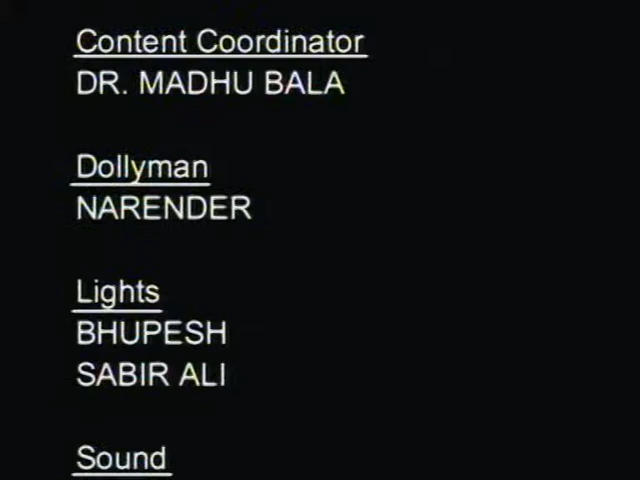 Content Coordinator
DR. MADHU BALA
Dollyman
NARENDER
Lights
BHUPESH
SABIR ALI
Sound